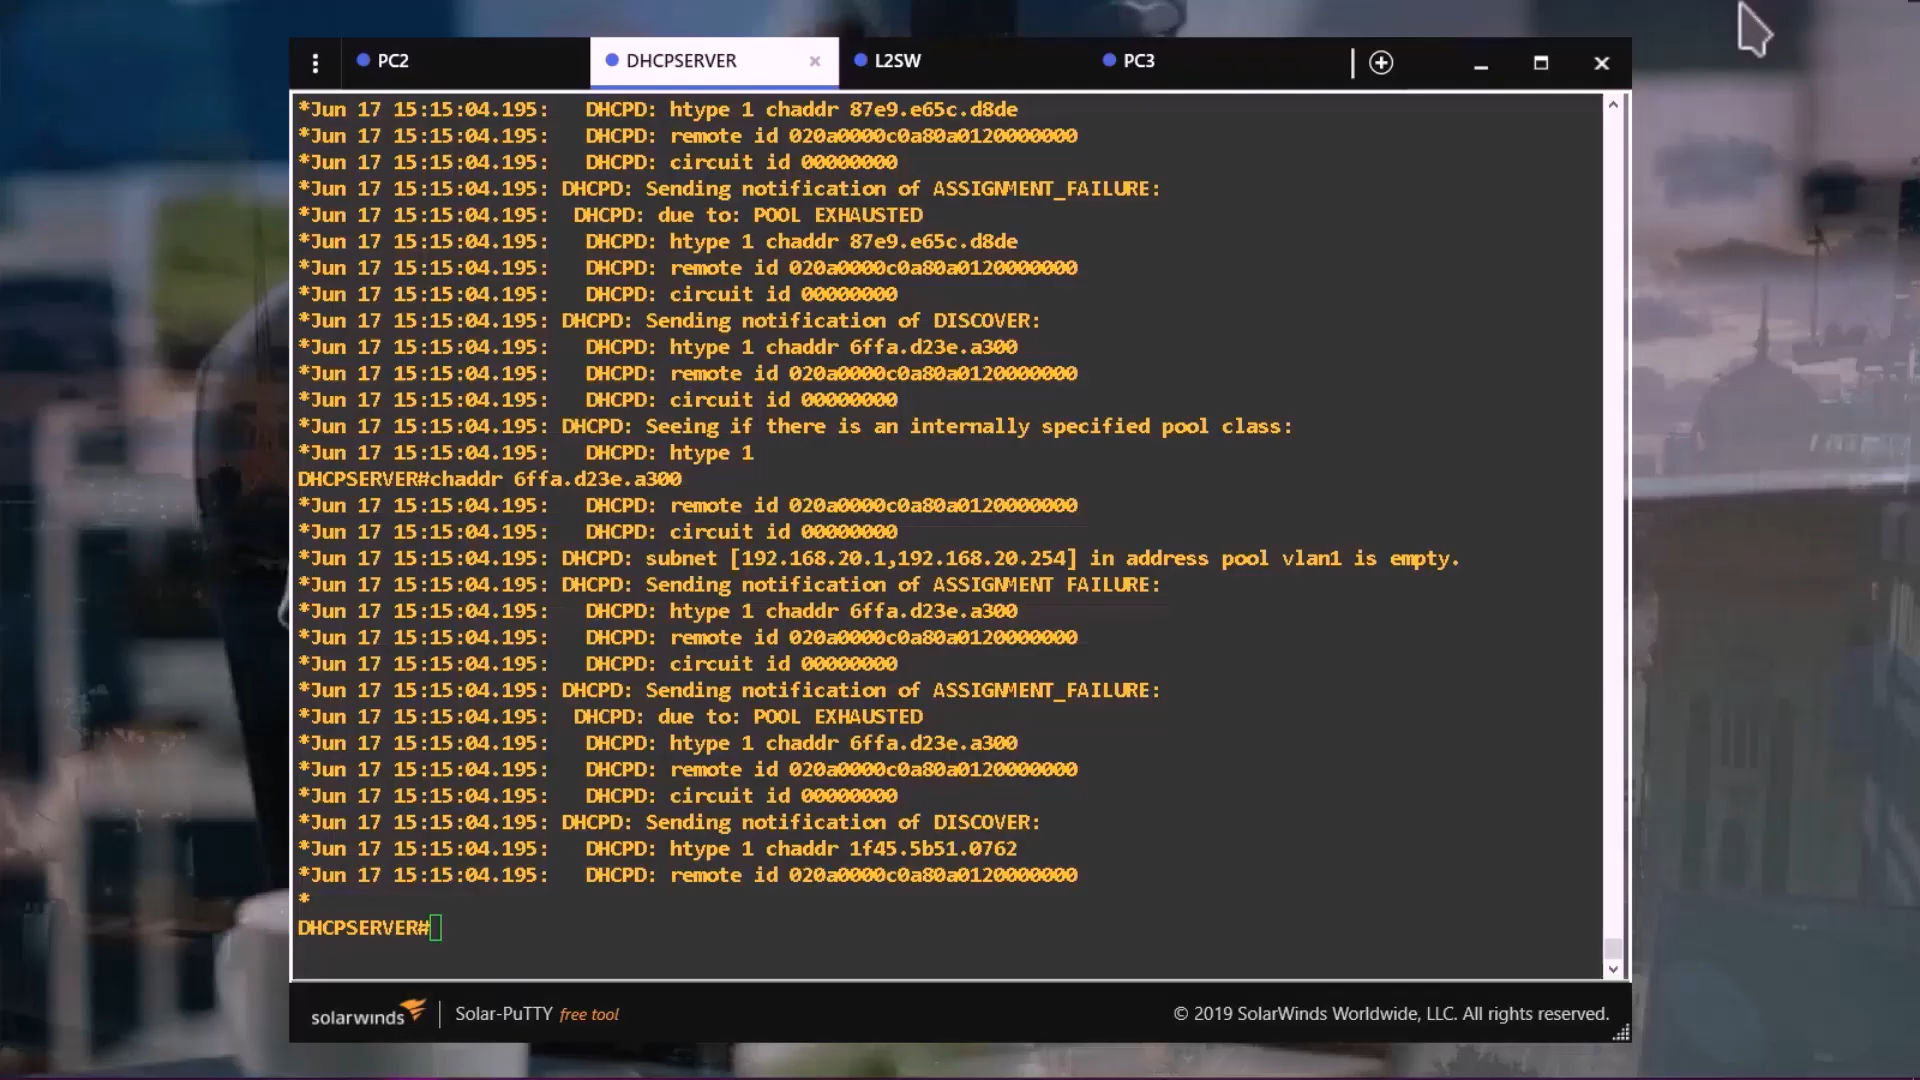 PC2 DHCPSERVER L2SW PC3
*Jun 17 15:15:04.195: DHCPD: htype 1 chaddr 87e9.e65c.d8de
*Jun 17 15:15:04.195: DHCPD: remote id 020a0000c0a80a0120000000
*Jun 17 15:15:04.195: DHCPD: circuit id 00000000
*Jun 17 15:15:04.195: DHCPD: Sending notification of ASSIGNMENT_FAILURE:
*Jun 17 15:15:04.195: DHCPD: due to: POOL EXHAUSTED
*Jun 17 15:15:04.195: DHCPD: htype 1 chaddr 87e9.e65c.d8de
*Jun 17 15:15:04.195: DHCPD: remote id 020a0000c0a80a0120000000
*Jun 17 15:15:04.195: DHCPD: circuit id 00000000
*Jun 17 15:15:04.195: DHCPD: Sending notification of DISCOVER:
*Jun 17 15:15:04.195: DHCPD: htype 1 chaddr 6ffa.d23e.a300
*Jun 17 15:15:04.195: DHCPD: remote id 020a0000c0a80a0120000000
*Jun 17 15:15:04.195: DHCPD: circuit id 00000000
*Jun 17 15:15:04.195: DHCPD: Seeing if there is an internally specified pool class:
*Jun 17 15:15:04.195: DHCPD: htype 1
DHCPSERVER#chaddr 6ffa.d23e.a300
*Jun 17 15:15:04.195: DHCPD: remote id 020a0000c0a80a0120000000
*Jun 17 15:15:04.195: DHCPD: circuit id 00000000
*Jun 17 15:15:04.195: DHCPD: subnet [192.168.20.1,192.168.20.254] in address pool vlan1 is empty.
*Jun 17 15:15:04.195: DHCPD: Sending notification of ASSIGNMENT FAILURE:
*Jun 17 15:15:04.195: DHCPD: htype 1 chaddr 6ffa.d23e.a300
*Jun 17 15:15:04.195: DHCPD: remote id 020a0000c0a80a0120000000
*Jun 17 15:15:04.195: DHCPD: circuit id 00000000
*Jun 17 15:15:04.195: DHCPD: Sending notification of ASSIGNMENT_FAILURE:
*Jun 17 15:15:04.195: DHCPD: due to: POOL EXHAUSTED
*Jun 17 15:15:04.195: DHCPD: htype 1 chaddr 6ffa.d23e.a300
*Jun 17 15:15:04.195: DHCPD: remote id 020a0000c0a80a0120000000
*Jun 17 15:15:04.195: DHCPD: circuit id 00000000
*Jun 17 15:15:04.195: DHCPD: Sending notification of DISCOVER:
*Jun 17 15:15:04.195: DHCPD: htype 1 chaddr 1f45.5b51.0762
*Jun 17 15:15:04.195: DHCPD: remote id 020a0000c0a80a0120000000
*
DHCPSERVER#
solarwinds Solar-PuTTY free tool © 2019 SolarWinds Worldwide, LLC. All rights reserved.